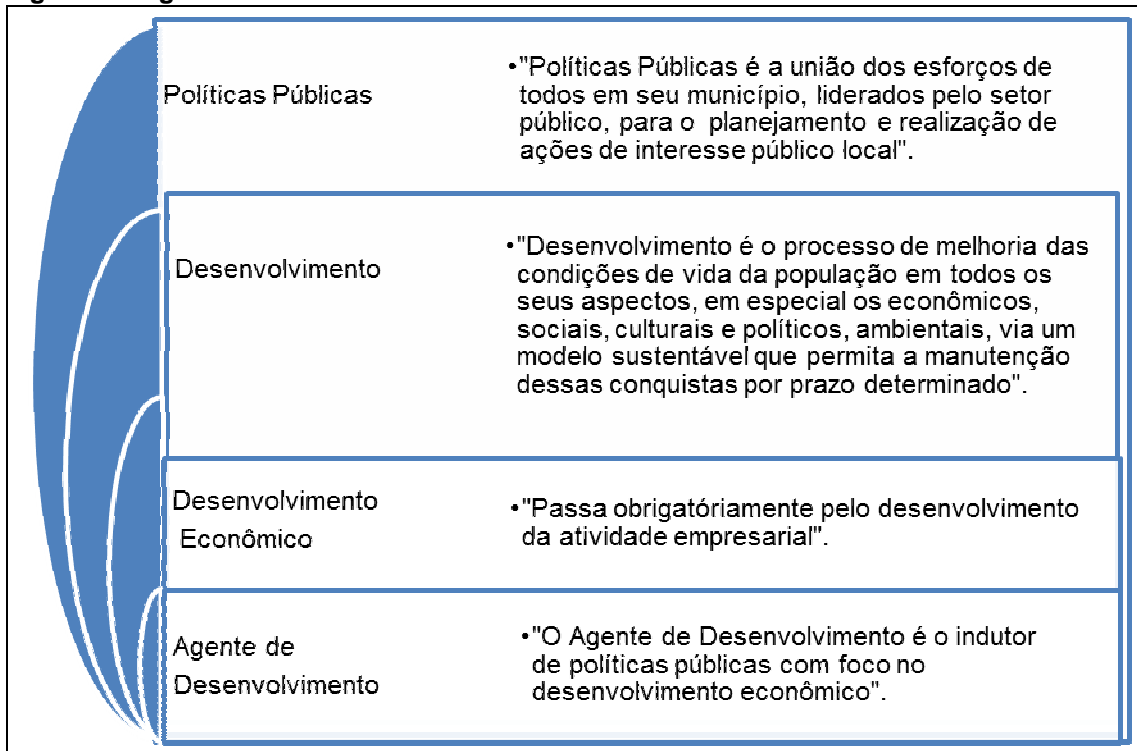 Políticas Públicas
•"Políticas Públicas é a união dos esforços de
todos em seu município, liderados pelo setor
público, para o planejamento e realização de
ações de interesse público local".
Desenvolvimento
•"Desenvolvimento é o processo de melhoria das
condições de vida da população em todos os
seus aspectos, em especial os econômicos,
sociais, culturais e políticos, ambientais, via um
modelo sustentável que permita a manutenção
dessas conquistas por prazo determinado".
Desenvolvimento
Econômico
•"Passa obrigatóriamente pelo desenvolvimento
da atividade empresarial".
Agente de
Desenvolvimento
•"O Agente de Desenvolvimento é o indutor
de políticas públicas com foco no
desenvolvimento econômico".